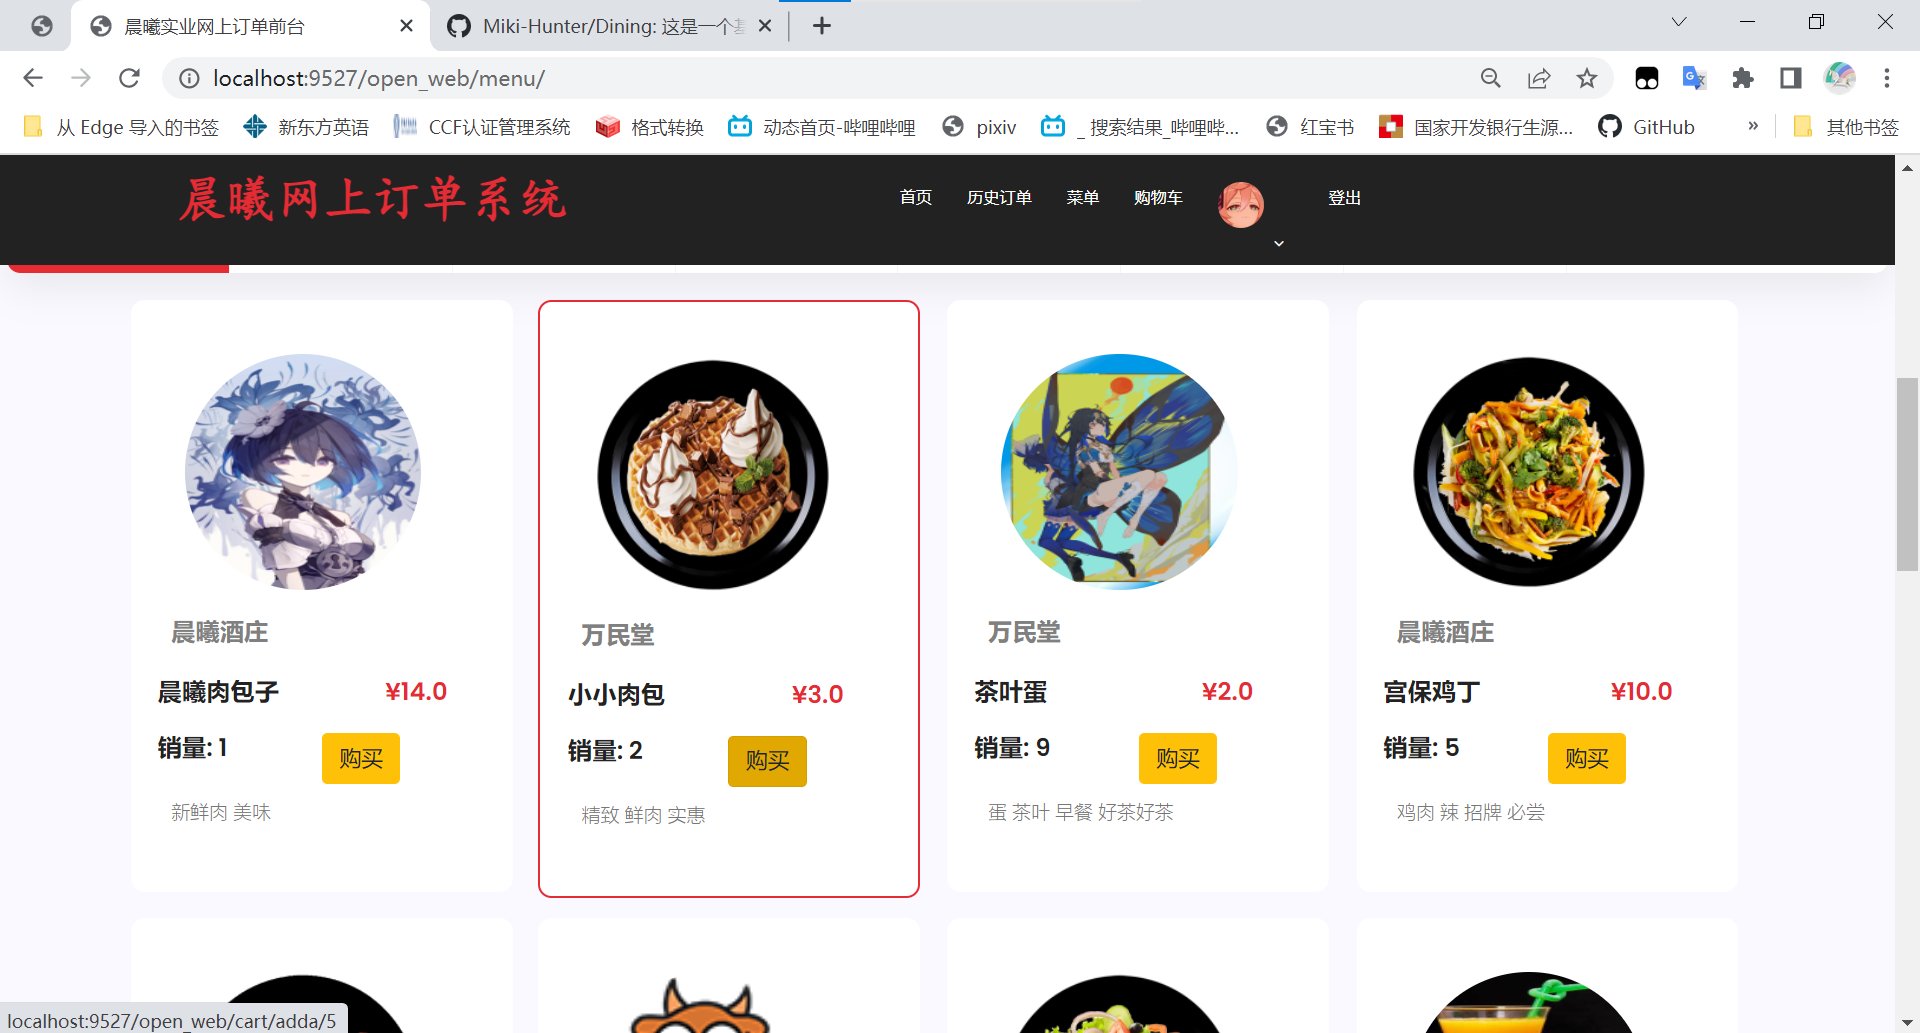 晨曦实业网上订单前台
Miki-Hunter/Dining: 这是一个基
localhost:9527/open_web/menu/
从 Edge 导入的书签
新东方英语
CCF认证管理系统
格式转换
动态首页-哔哩哔哩
pixiv
_ 搜索结果_哔哩哔...
红宝书
国家开发银行生源...
GitHub
»
其他书签
晨曦网上订单系统
首页
历史订单
菜单
购物车
登出
晨曦酒庄
晨曦肉包子 ¥14.0
销量: 1 购买
新鲜肉 美味
万民堂
小小肉包 ¥3.0
销量: 2 购买
精致 鲜肉 实惠
万民堂
茶叶蛋 ¥2.0
销量: 9 购买
蛋 茶叶 早餐 好茶好茶
晨曦酒庄
宫保鸡丁 ¥10.0
销量: 5 购买
鸡肉 辣 招牌 必尝
localhost:9527/open_web/cart/adda/5